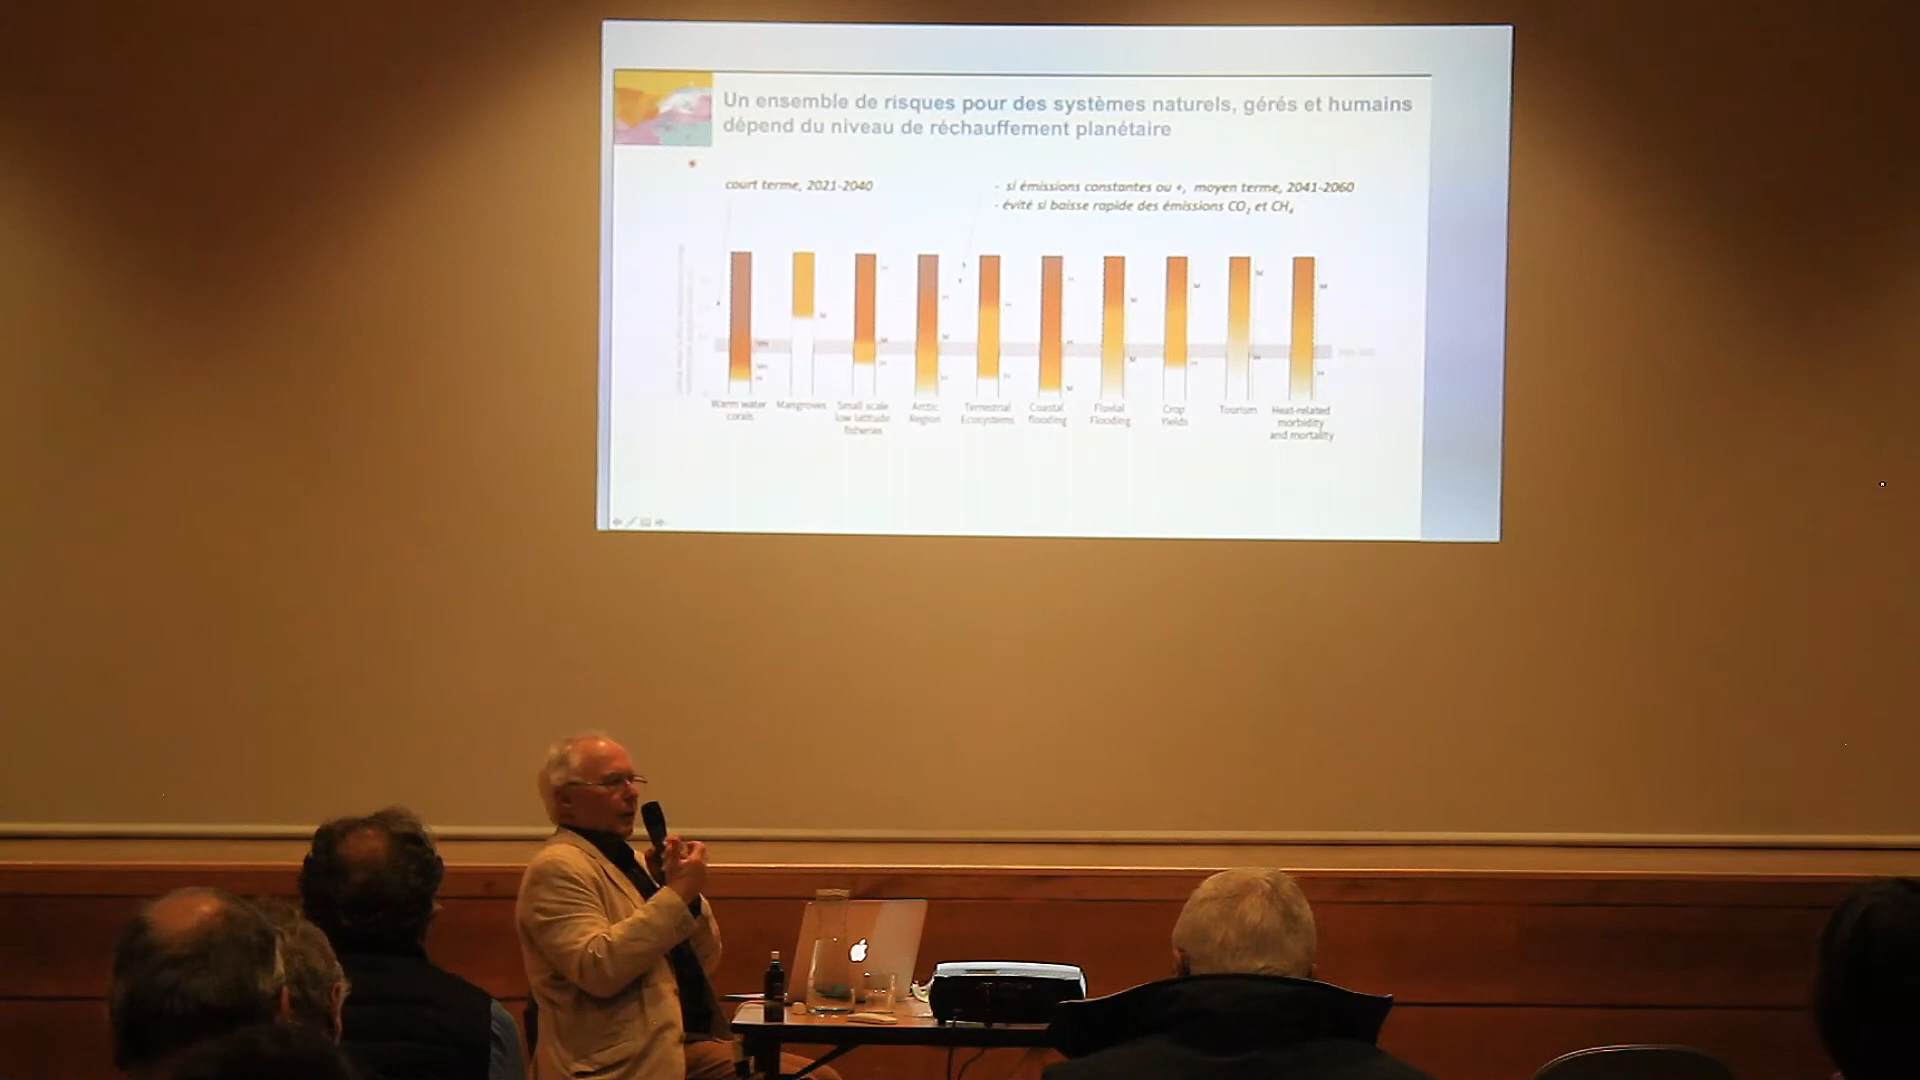 Un ensemble de risques pour des systèmes naturels, gérés et humains
dépend du niveau de réchauffement planétaire
court terme, 2021-2040
- si émissions constantes ou +, moyen terme, 2041-2060
- évité si baisse rapide des émissions CO₂ et CH₄
Warm water
corals
Mangroves
Small scale
low latitude
fisheries
Arctic
Region
Terrestrial
Ecosystems
Coastal
flooding
Fluvial
Flooding
Crop
Yields
Tourism
Heat-related
morbidity
and mortality